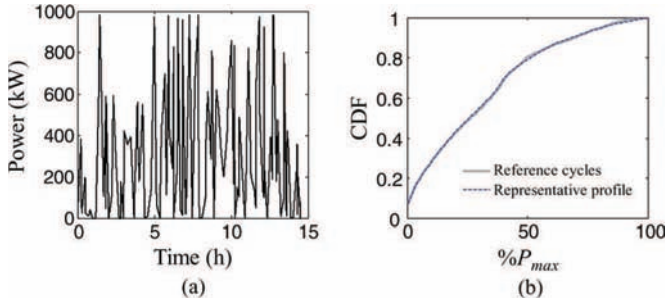 1000
800
600
400
200
0
Power (kW)
0 5 10 15
Time (h)
(a)
1
0.8
0.6
0.4
0.2
0
CDF
Reference cycles
Representative profile
0 50 100
%Pmax
(b)